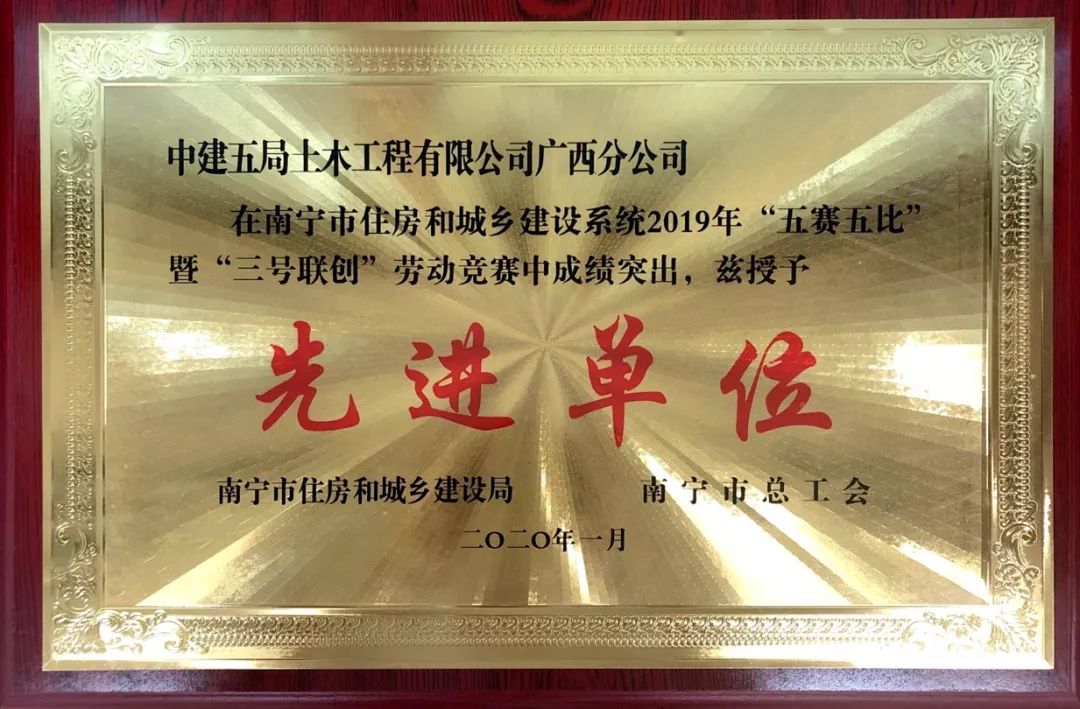 中建五局土木工程有限公司广西分公司
在南宁市住房和城乡建设系统2019年“五赛五比”
暨“三号联创”劳动竞赛中成绩突出，兹授予
先进单位
南宁市住房和城乡建设局 南宁市总工会
二〇二〇年一月